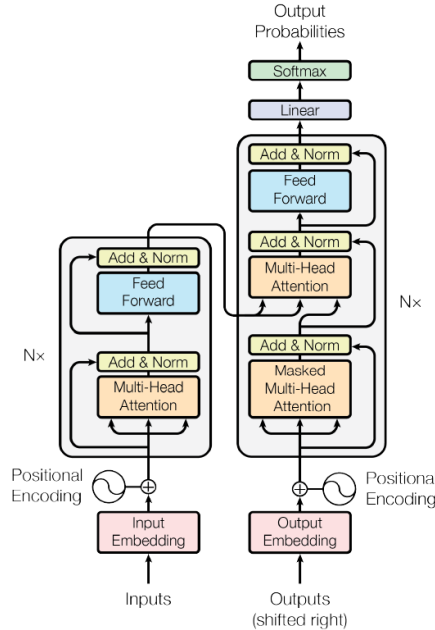 Output
Probabilities
Softmax
Linear
Add & Norm
Feed
Forward
Add & Norm
Multi-Head
Attention
Add & Norm
Masked
Multi-Head
Attention
Nx
Add & Norm
Feed
Forward
Add & Norm
Multi-Head
Attention
Nx
Positional
Encoding
Positional
Encoding
Input
Embedding
Output
Embedding
Inputs
Outputs
(shifted right)